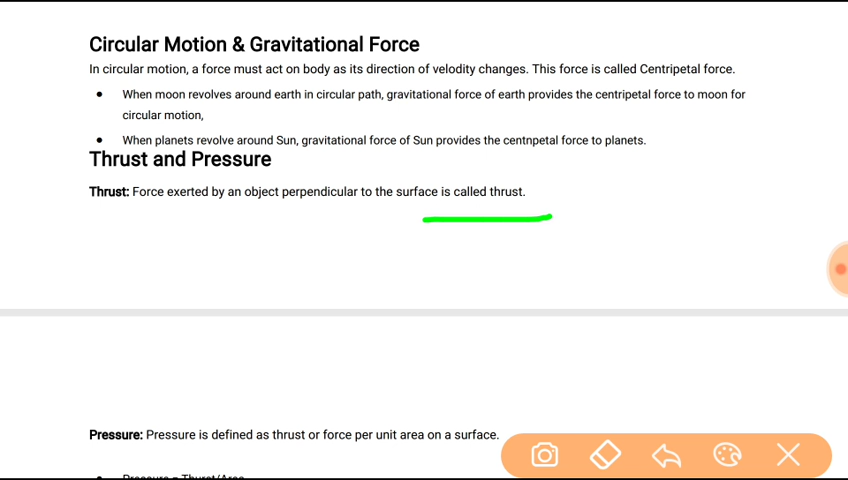 Circular Motion & Gravitational Force
In circular motion, a force must act on body as its direction of velodity changes. This force is called Centripetal force.
● When moon revolves around earth in circular path, gravitational force of earth provides the centripetal force to moon for
circular motion,
● When planets revolve around Sun, gravitational force of Sun provides the centnpetal force to planets.
Thrust and Pressure
Thrust: Force exerted by an object perpendicular to the surface is called thrust.
Pressure: Pressure is defined as thrust or force per unit area on a surface.
● Pressure = Thurst/Area